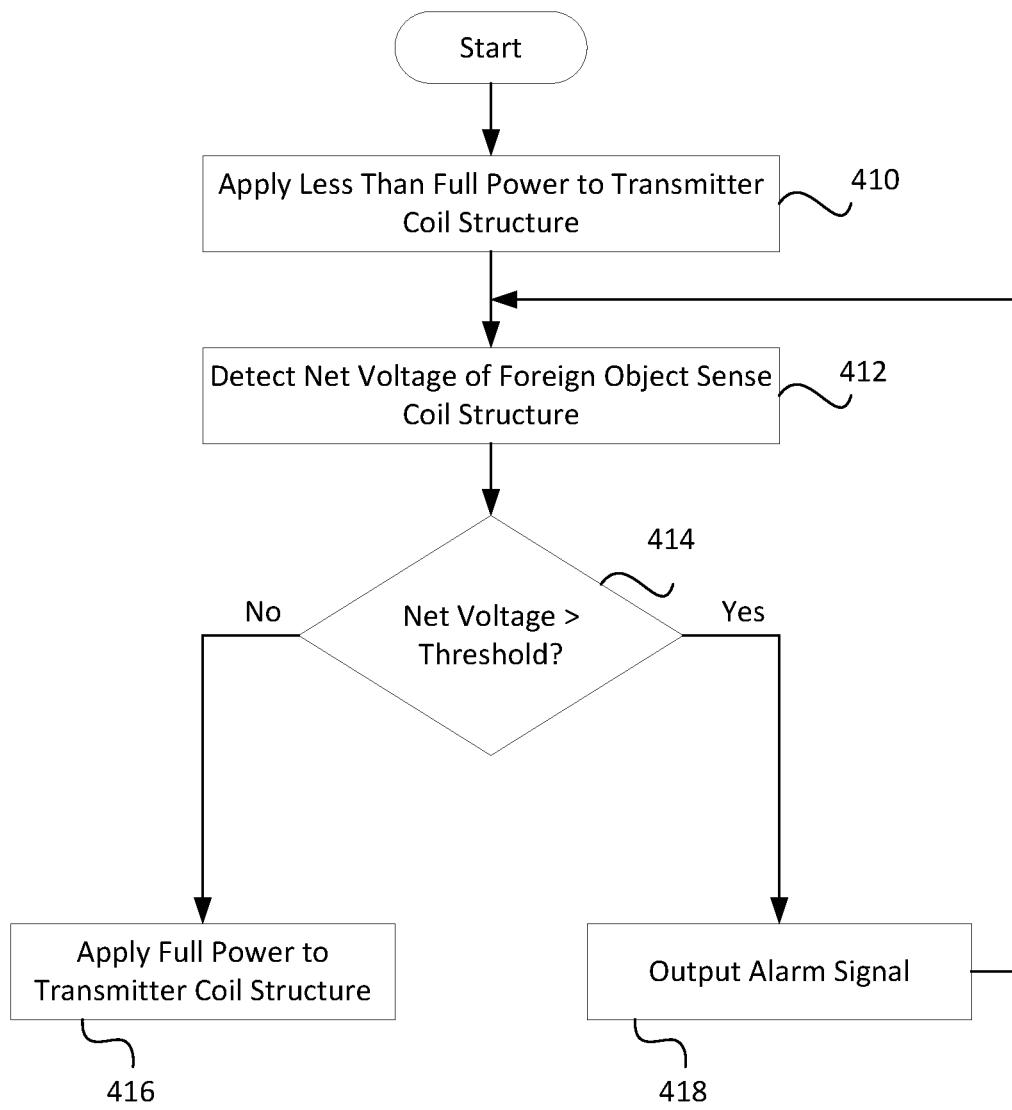 Start
Apply Less Than Full Power to Transmitter
Coil Structure
410
Detect Net Voltage of Foreign Object Sense
Coil Structure
412
414
Net Voltage >
Threshold?
No
Yes
Apply Full Power to
Transmitter Coil Structure
416
Output Alarm Signal
418